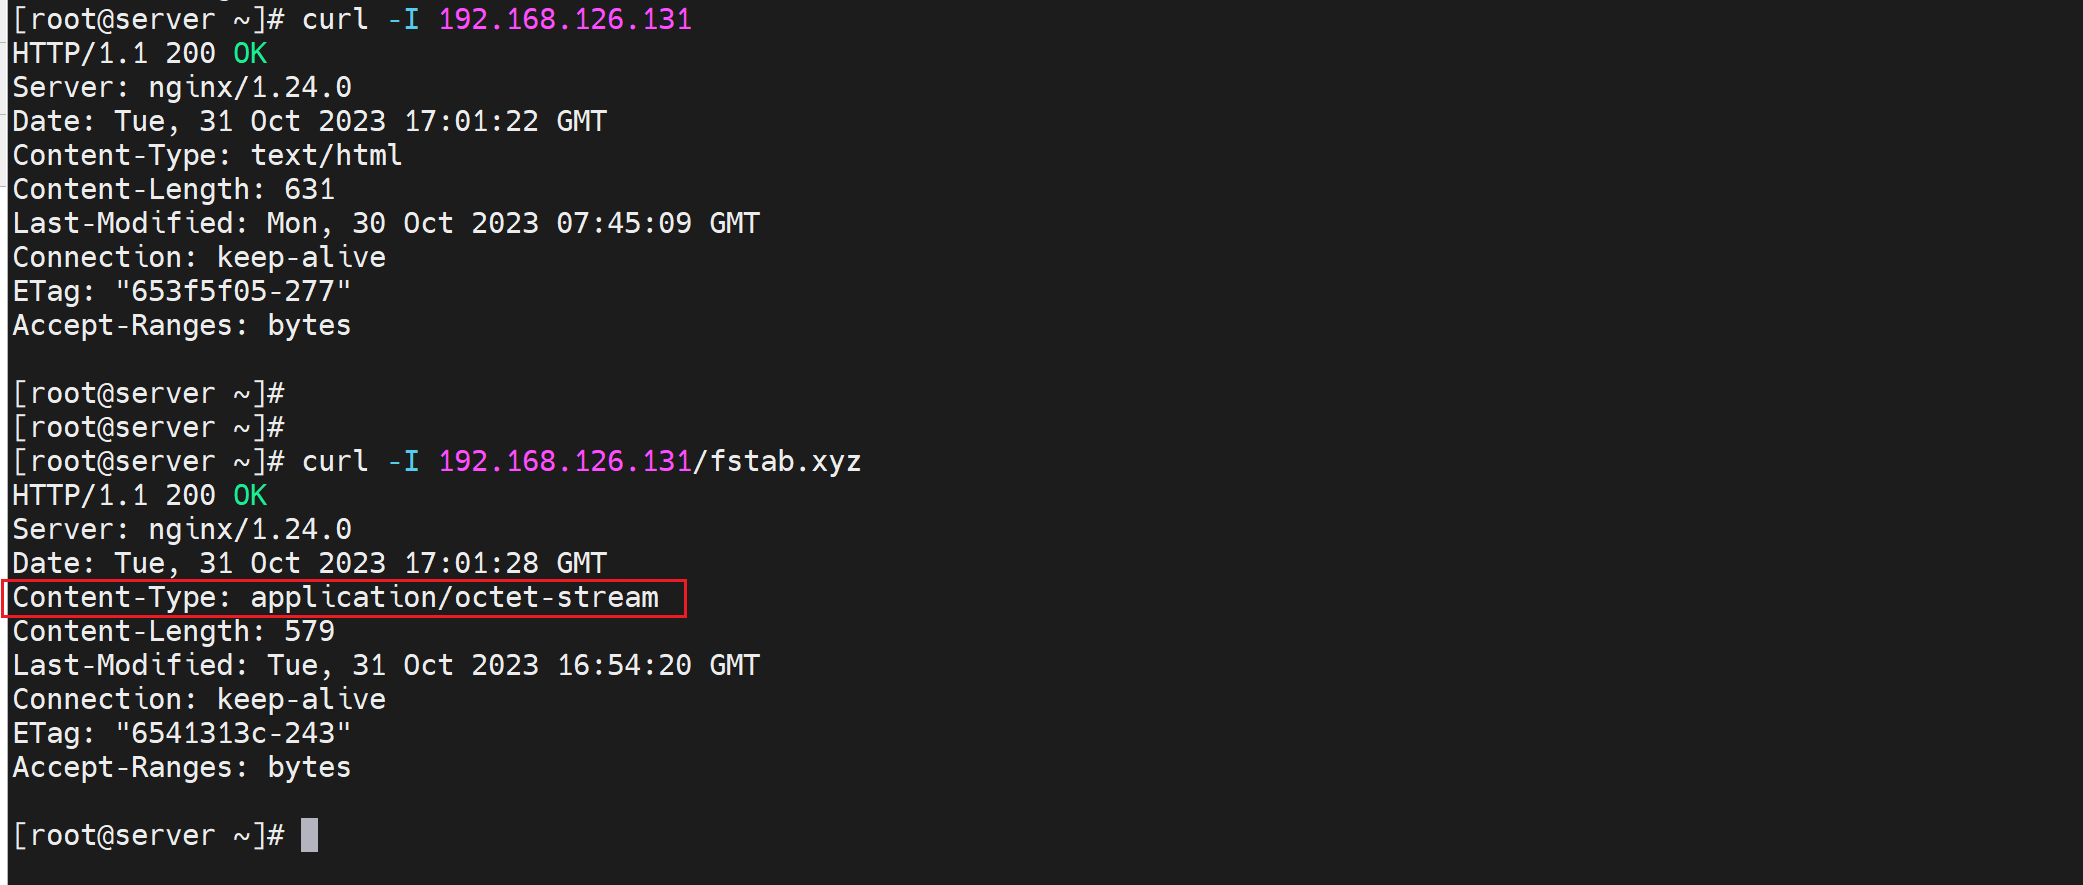 [root@server ~]# curl -I 192.168.126.131
HTTP/1.1 200 OK
Server: nginx/1.24.0
Date: Tue, 31 Oct 2023 17:01:22 GMT
Content-Type: text/html
Content-Length: 631
Last-Modified: Mon, 30 Oct 2023 07:45:09 GMT
Connection: keep-alive
ETag: "653f5f05-277"
Accept-Ranges: bytes
[root@server ~]#
[root@server ~]#
[root@server ~]# curl -I 192.168.126.131/fstab.xyz
HTTP/1.1 200 OK
Server: nginx/1.24.0
Date: Tue, 31 Oct 2023 17:01:28 GMT
Content-Type: application/octet-stream
Content-Length: 579
Last-Modified: Tue, 31 Oct 2023 16:54:20 GMT
Connection: keep-alive
ETag: "6541313c-243"
Accept-Ranges: bytes
[root@server ~]#